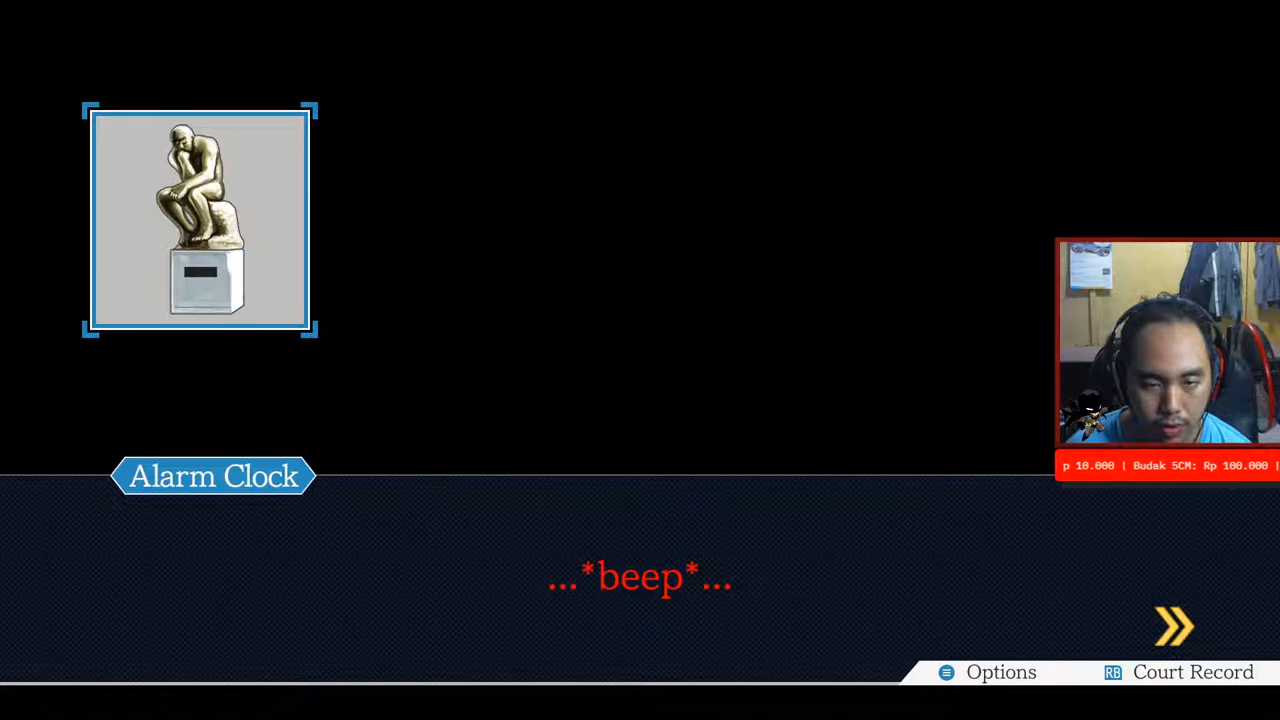 Alarm Clock
p 10.000 | Budak 5CM: Rp 100.000 |
...*beep*...
Options
RB Court Record